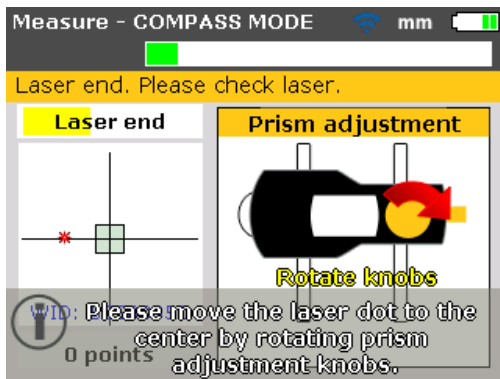 Measure - COMPASS MODE mm
Laser end. Please check laser.
Laser end
Prism adjustment
Rotate knobs
WID:
Please move the laser dot to the
center by rotating prism
adjustment knobs.
0 points